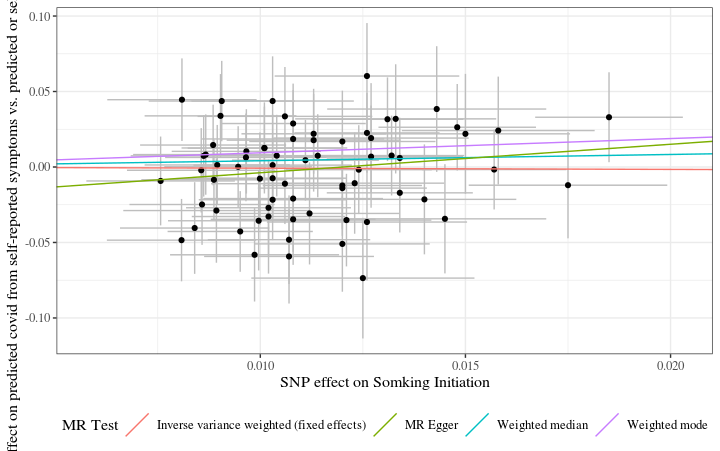 ffect on predicted covid from self-reported symptoms vs. predicted or se
0.10
0.05
0.00
-0.05
-0.10
0.010 0.015 0.020
SNP effect on Somking Initiation
MR Test Inverse variance weighted (fixed effects) MR Egger Weighted median Weighted mode